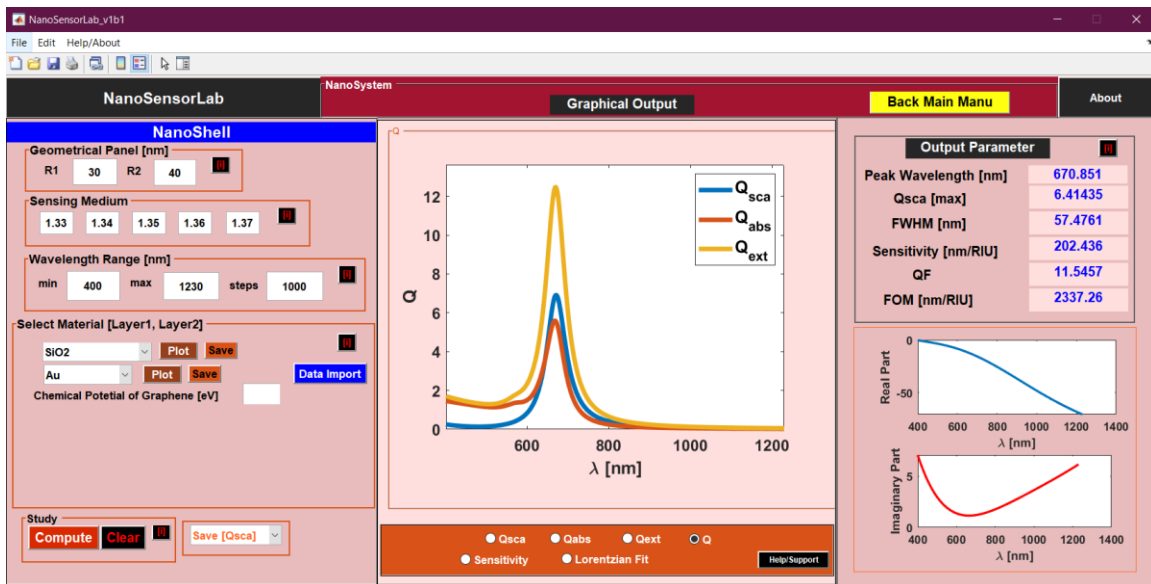 NanoSensorLab_v1b1
File Edit Help/About
NanoSensorLab
NanoSystem
Graphical Output
Back Main Manu
About
NanoShell
Geometrical Panel [nm]
R1 30 R2 40 [i]
Sensing Medium
1.33 1.34 1.35 1.36 1.37 [i]
Wavelength Range [nm]
min 400 max 1230 steps 1000 [i]
Select Material [Layer1, Layer2]
[i]
SiO2 Plot Save
Au Plot Save Data Import
Chemical Potetial of Graphene [eV]
Study
Compute Clear [i] Save [Qsca]
Q
12
10
8
6
4
2
0
Q
Qsca
Qabs
Qext
600 800 1000 1200
λ [nm]
Qsca Qabs Qext Q
Sensitivity Lorentzian Fit Help/Support
Output Parameter [i]
Peak Wavelength [nm] 670.851
Qsca [max] 6.41435
FWHM [nm] 57.4761
Sensitivity [nm/RIU] 202.436
QF 11.5457
FOM [nm/RIU] 2337.26
Real Part
0
-50
400 600 800 1000 1200 1400
λ [nm]
Imaginary Part
5
0
400 600 800 1000 1200 1400
λ [nm]